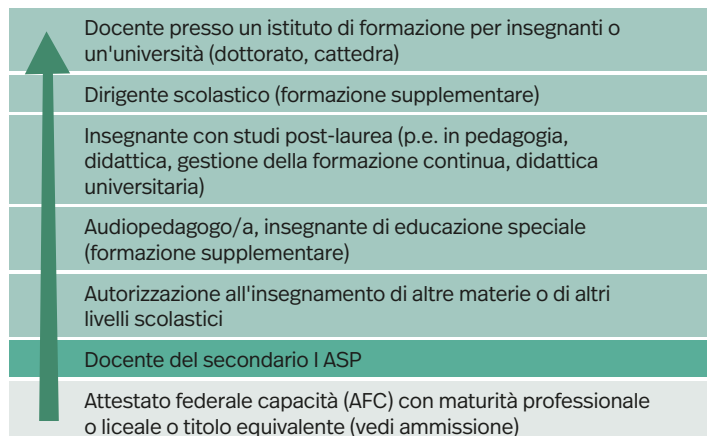 Docente presso un istituto di formazione per insegnanti o
un'università (dottorato, cattedra)
Dirigente scolastico (formazione supplementare)
Insegnante con studi post-laurea (p.e. in pedagogia,
didattica, gestione della formazione continua, didattica
universitaria)
Audiopedagogo/a, insegnante di educazione speciale
(formazione supplementare)
Autorizzazione all'insegnamento di altre materie o di altri
livelli scolastici
Docente del secondario I ASP
Attestato federale capacità (AFC) con maturità professionale
o liceale o titolo equivalente (vedi ammissione)